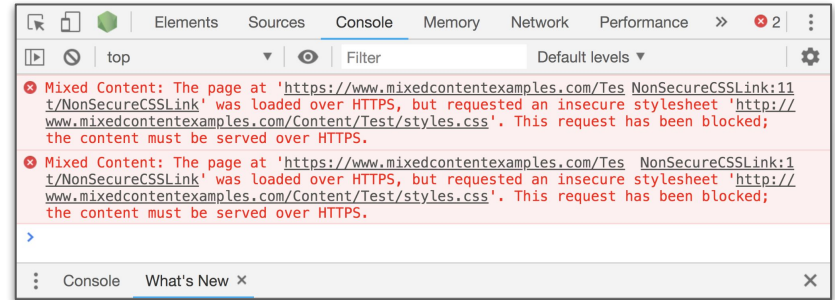 Elements Sources Console Memory Network Performance » 2
top ▼ Filter Default levels ▼
Mixed Content: The page at 'https://www.mixedcontentexamples.com/Tes NonSecureCSSLink:11
t/NonSecureCSSLink' was loaded over HTTPS, but requested an insecure stylesheet 'http://
www.mixedcontentexamples.com/Content/Test/styles.css'. This request has been blocked;
the content must be served over HTTPS.
Mixed Content: The page at 'https://www.mixedcontentexamples.com/Tes NonSecureCSSLink:1
t/NonSecureCSSLink' was loaded over HTTPS, but requested an insecure stylesheet 'http://
www.mixedcontentexamples.com/Content/Test/styles.css'. This request has been blocked;
the content must be served over HTTPS.
>
Console What's New ×